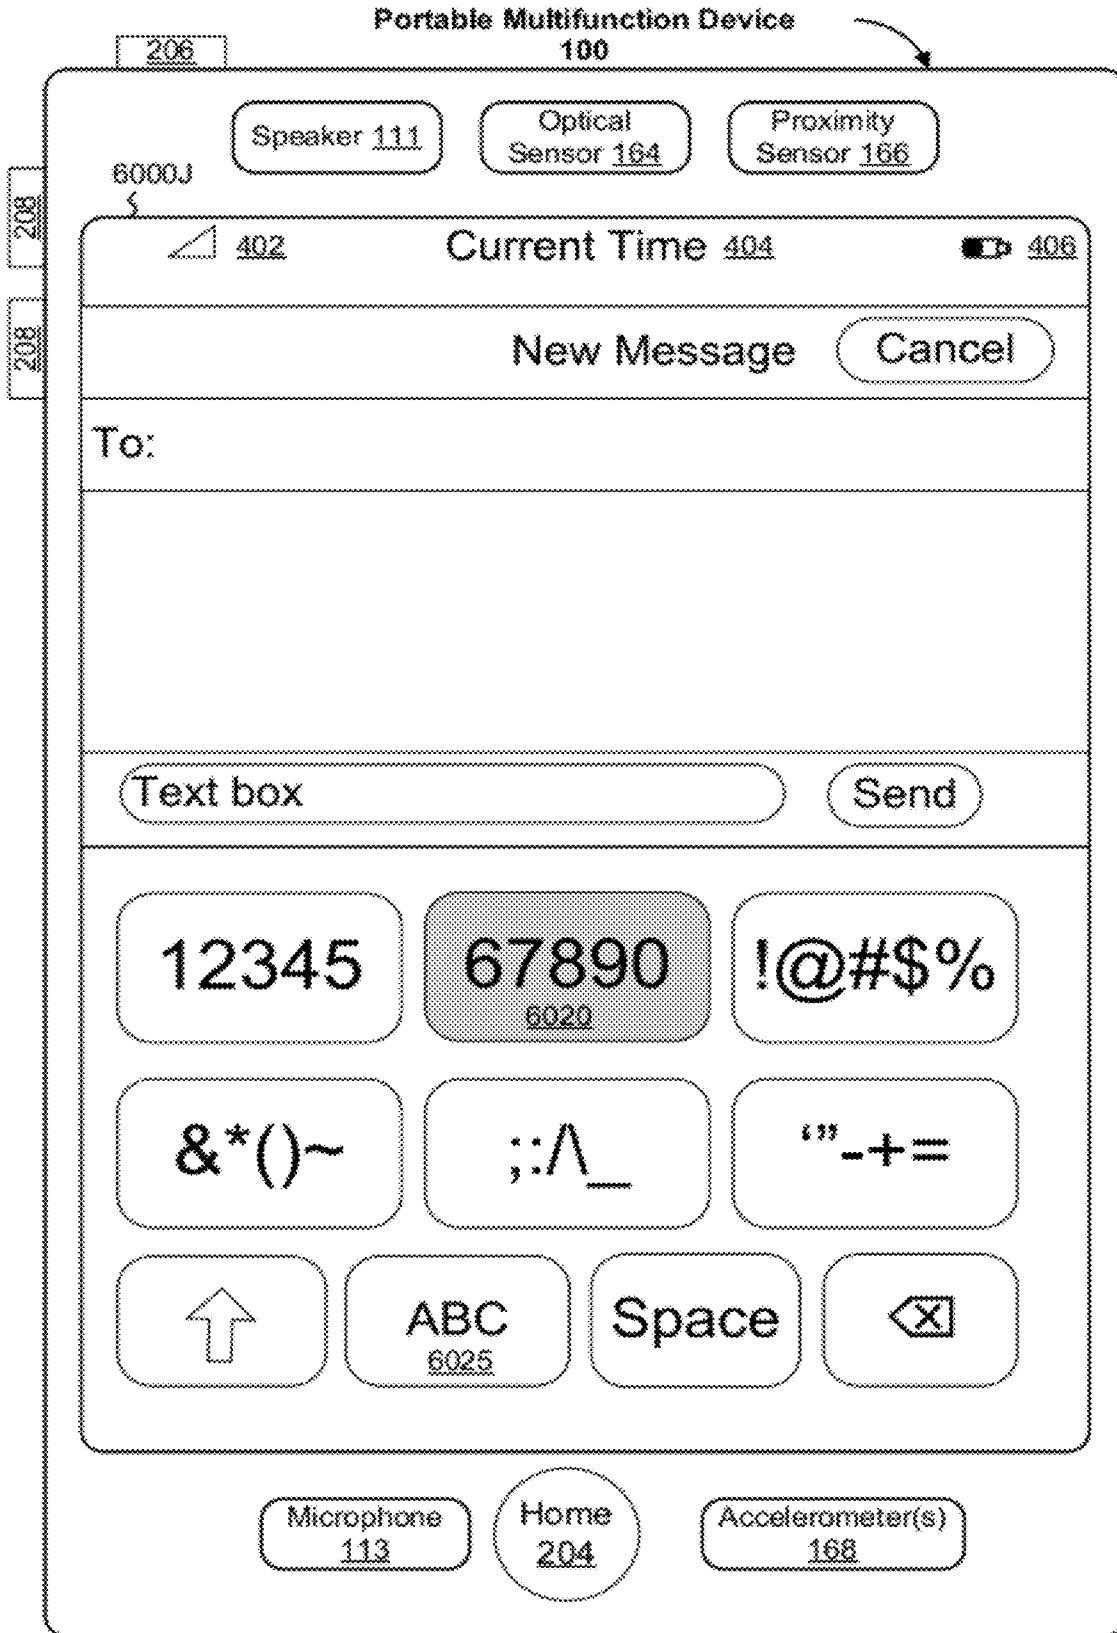 Portable Multifunction Device
100
206
Speaker 111
Optical
Sensor 164
Proximity
Sensor 166
6000J
208
208
402
Current Time 404
406
New Message
Cancel
To:
Text box
Send
12345
67890
6020
!@#$%
&*()~
;:/\_
‘”-+=
ABC
6025
Space
Microphone
113
Home
204
Accelerometer(s)
168